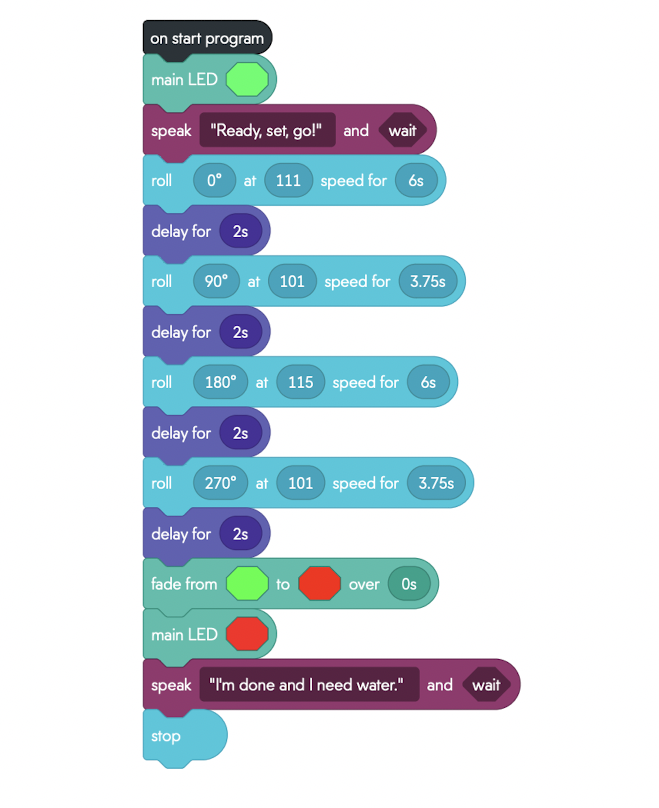 on start program
main LED
speak "Ready, set, go!" and wait
roll 0° at 111 speed for 6s
delay for 2s
roll 90° at 101 speed for 3.75s
delay for 2s
roll 180° at 115 speed for 6s
delay for 2s
roll 270° at 101 speed for 3.75s
delay for 2s
fade from to over 0s
main LED
speak "I'm done and I need water." and wait
stop